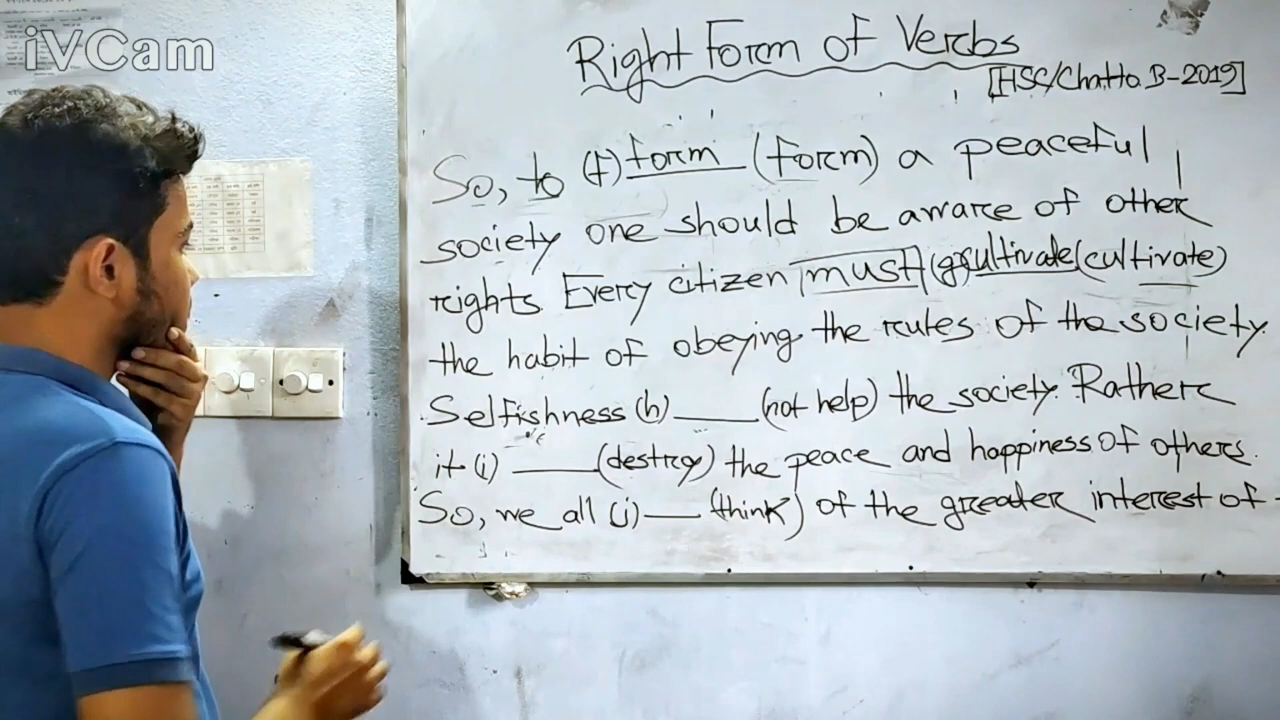 iVCam
Right Form of Verbs
[HSC/Chatto. B-2019]
So, to (f) form (form) a peaceful
society one should be aware of other
rights. Every citizen must (g) cultivate (cultivate)
the habit of obeying the rules of the society.
Selfishness (h) ____ (not help) the society. Rather
it (i) ____ (destroy) the peace and happiness of others.
So, we all (j) ____ (think) of the greater interest of